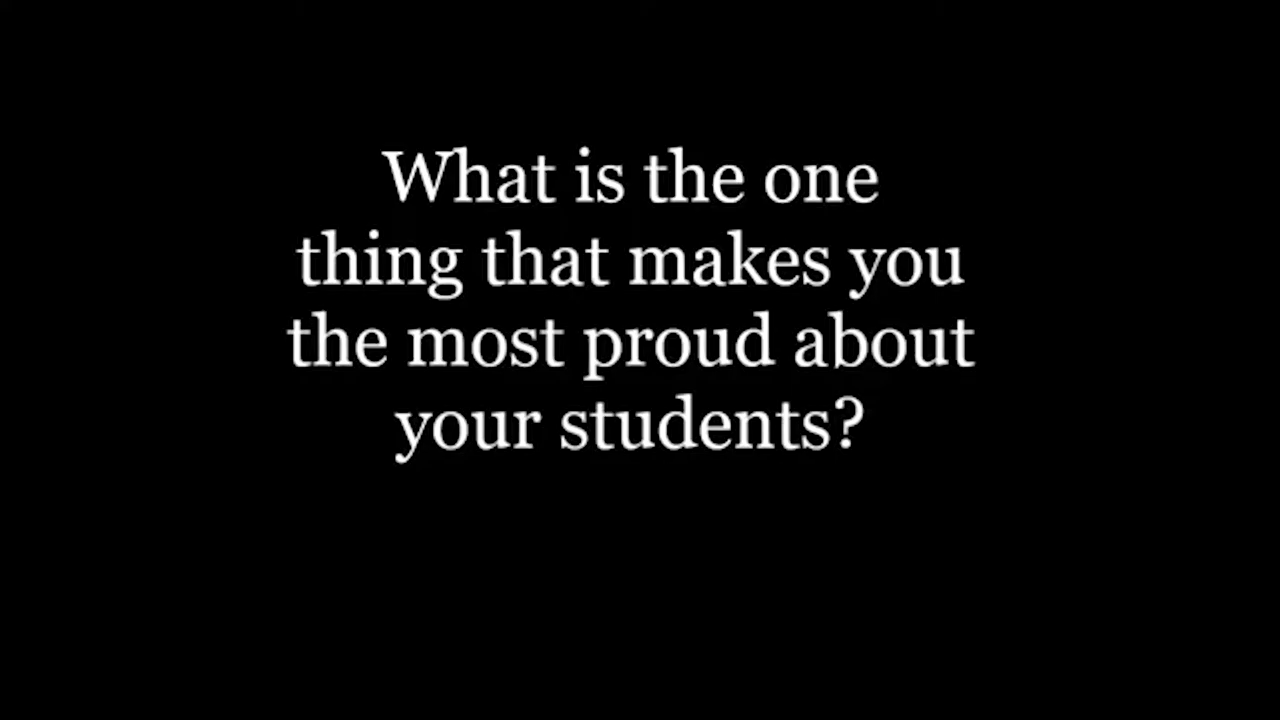 What is the one
thing that makes you
the most proud about
your students?